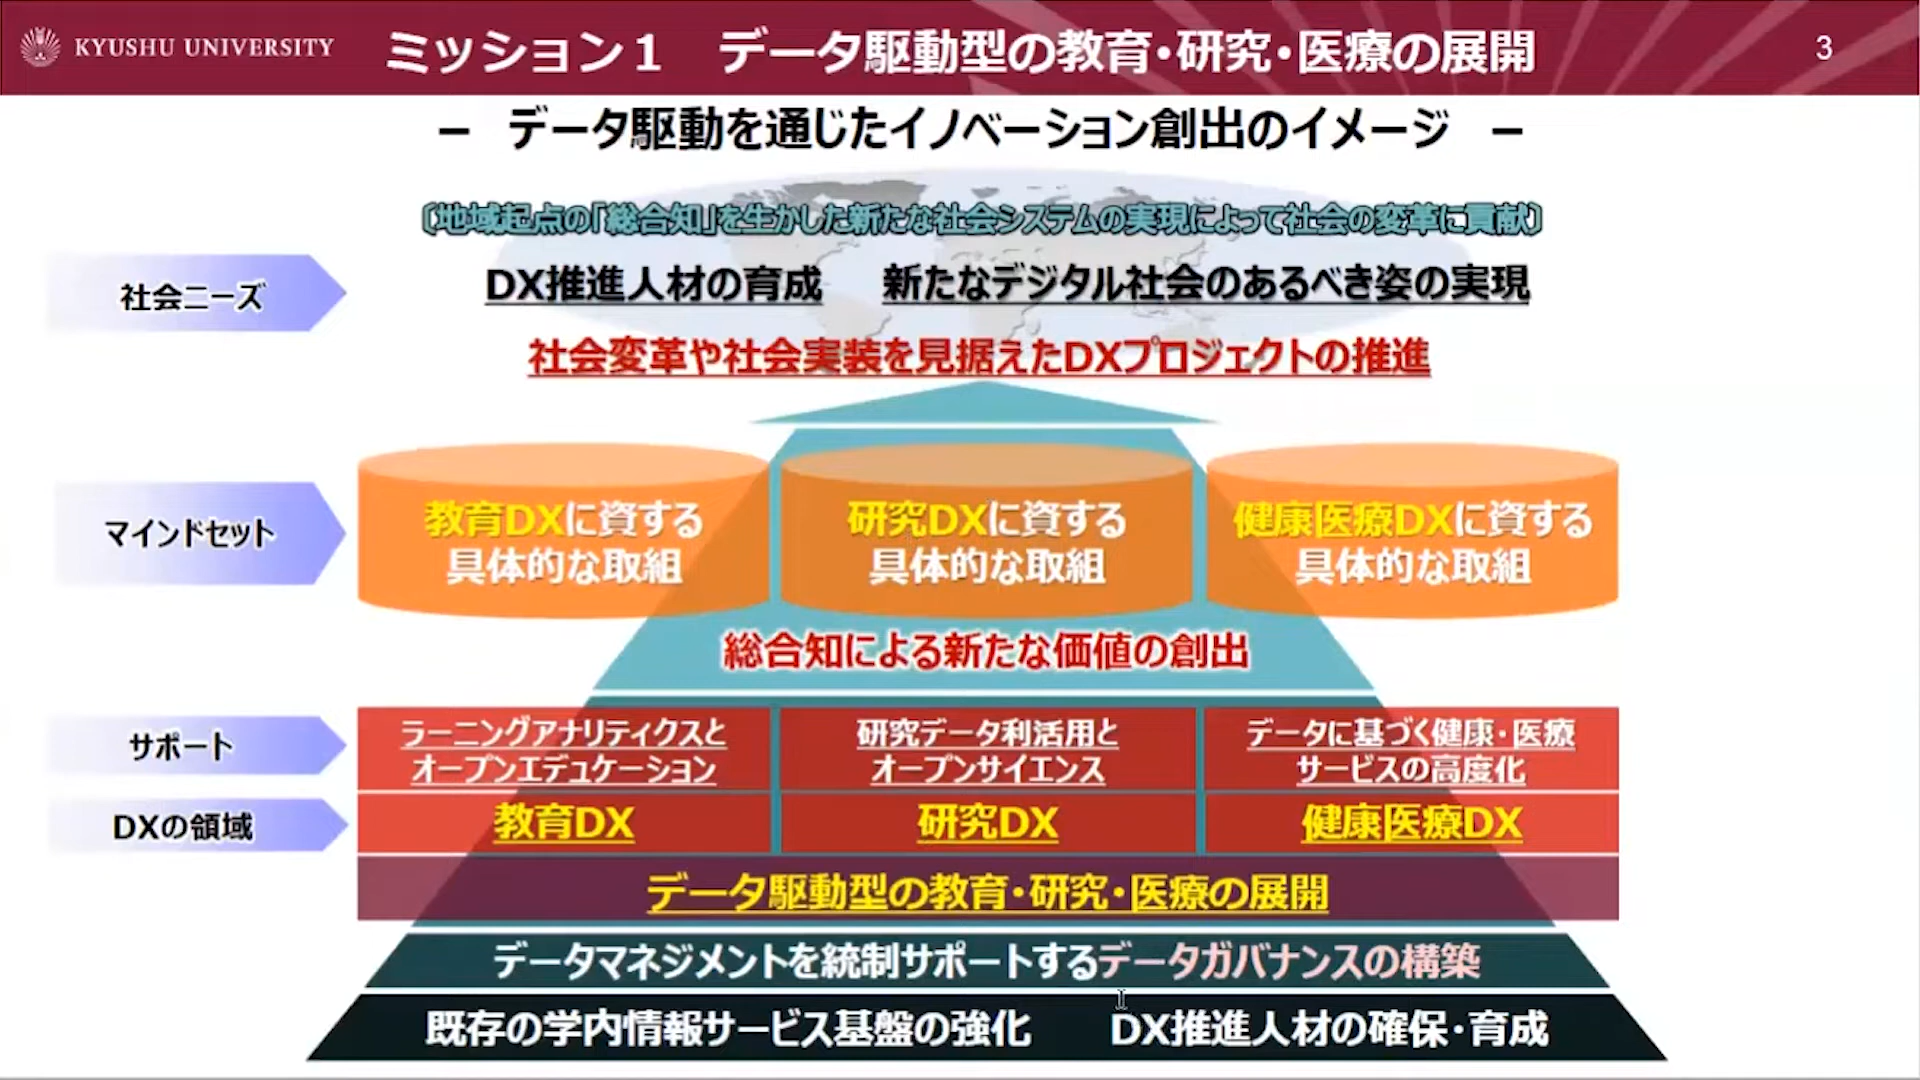 KYUSHU UNIVERSITY
ミッション１　データ駆動型の教育・研究・医療の展開
3
－　データ駆動を通じたイノベーション創出のイメージ　－
〔地域起点の「総合知」を生かした新たな社会システムの実現によって社会の変革に貢献〕
社会ニーズ
DX推進人材の育成　新たなデジタル社会のあるべき姿の実現
社会変革や社会実装を見据えたDXプロジェクトの推進
マインドセット
教育DXに資する
具体的な取組
研究DXに資する
具体的な取組
健康医療DXに資する
具体的な取組
総合知による新たな価値の創出
サポート
ラーニングアナリティクスと
オープンエデュケーション
研究データ利活用と
オープンサイエンス
データに基づく健康・医療
サービスの高度化
DXの領域
教育DX
研究DX
健康医療DX
データ駆動型の教育・研究・医療の展開
データマネジメントを統制サポートするデータガバナンスの構築
既存の学内情報サービス基盤の強化　DX推進人材の確保・育成